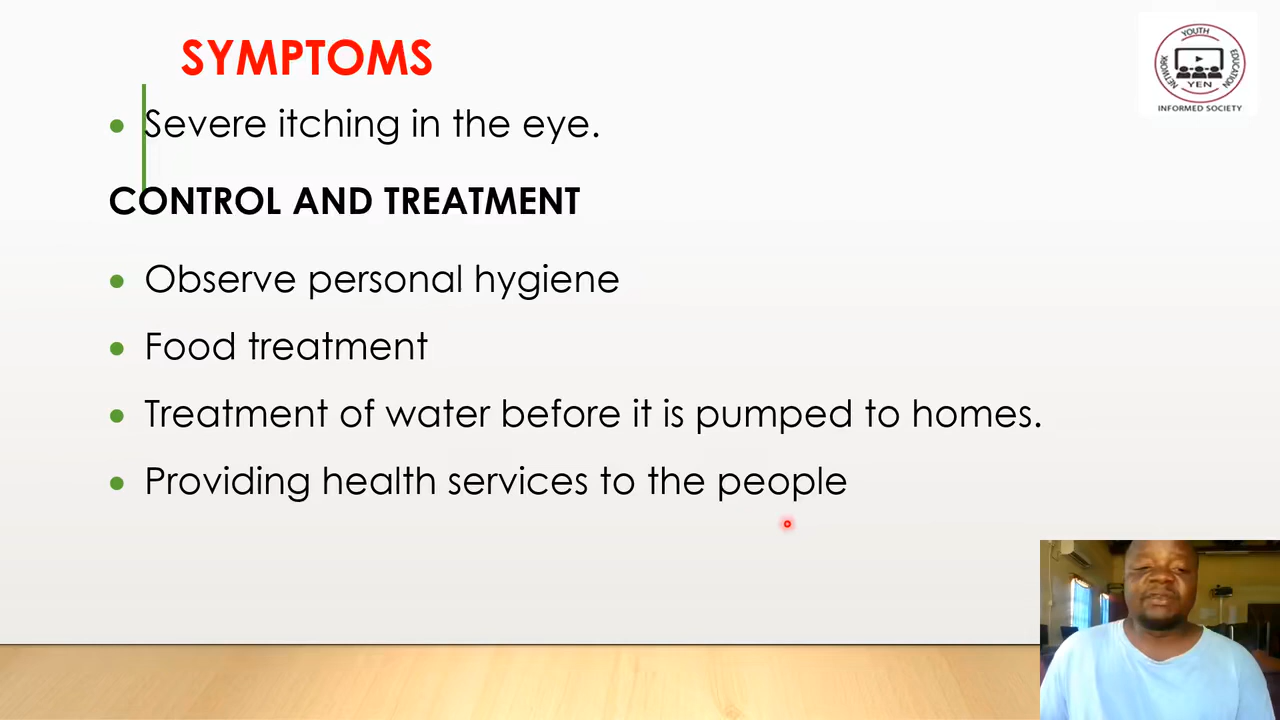 SYMPTOMS
Severe itching in the eye.
CONTROL AND TREATMENT
Observe personal hygiene
Food treatment
Treatment of water before it is pumped to homes.
Providing health services to the people
YOUTH
EDUCATION
NETWORK
YEN
INFORMED SOCIETY